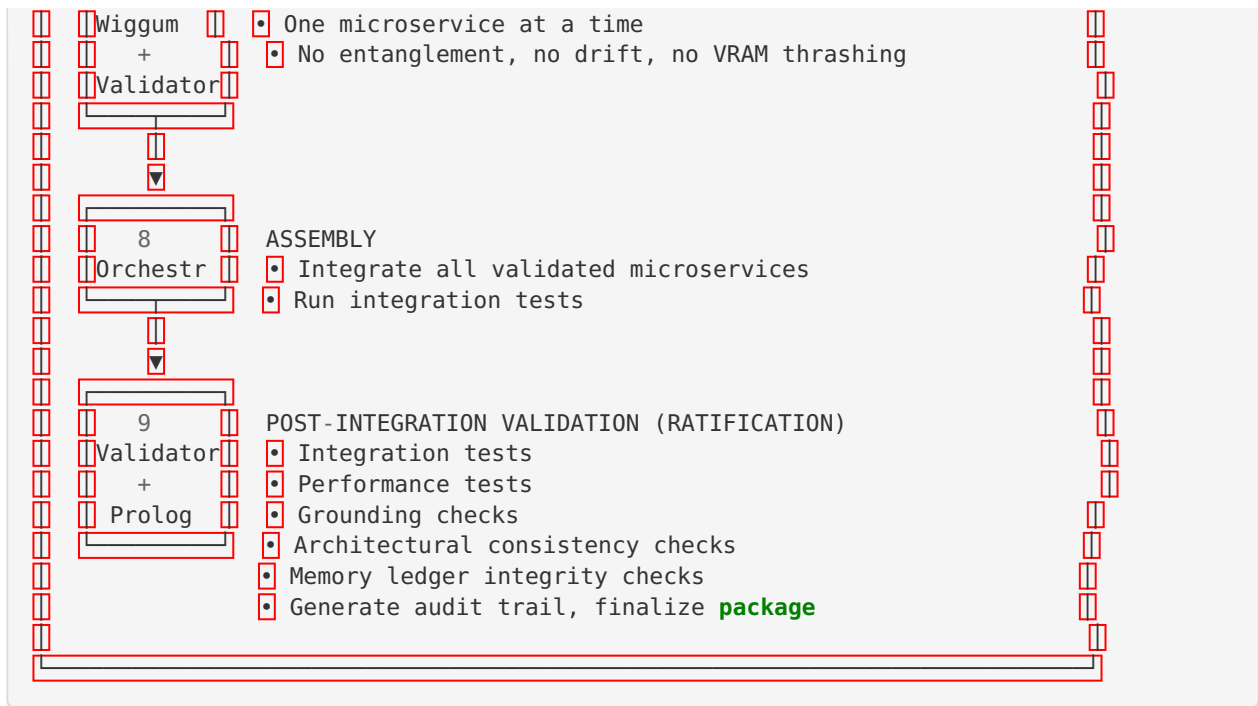 │ │Wiggum │ • One microservice at a time │
│ │ + │ • No entanglement, no drift, no VRAM thrashing │
│ │Validator│ │
│ └────┬────┘ │
│ │ │
│ ▼ │
│ ┌─────────┐ │
│ │ 8 │ ASSEMBLY │
│ │Orchestr │ • Integrate all validated microservices │
│ └────┬────┘ • Run integration tests │
│ │ │
│ ▼ │
│ ┌─────────┐ │
│ │ 9 │ POST-INTEGRATION VALIDATION (RATIFICATION) │
│ │Validator│ • Integration tests │
│ │ + │ • Performance tests │
│ │ Prolog │ • Grounding checks │
│ └─────────┘ • Architectural consistency checks │
│ • Memory ledger integrity checks │
│ • Generate audit trail, finalize package │
│ │
└──────────────────────────────────────────────────────────────────────┘